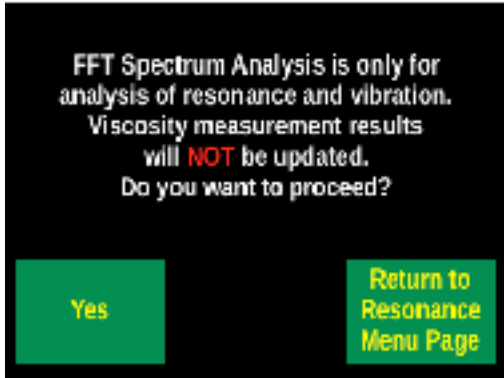 FFT Spectrum Analysis is only for
analysis of resonance and vibration.
Viscosity measurement results
will NOT be updated.
Do you want to proceed?
Yes
Return to
Resonance
Menu Page